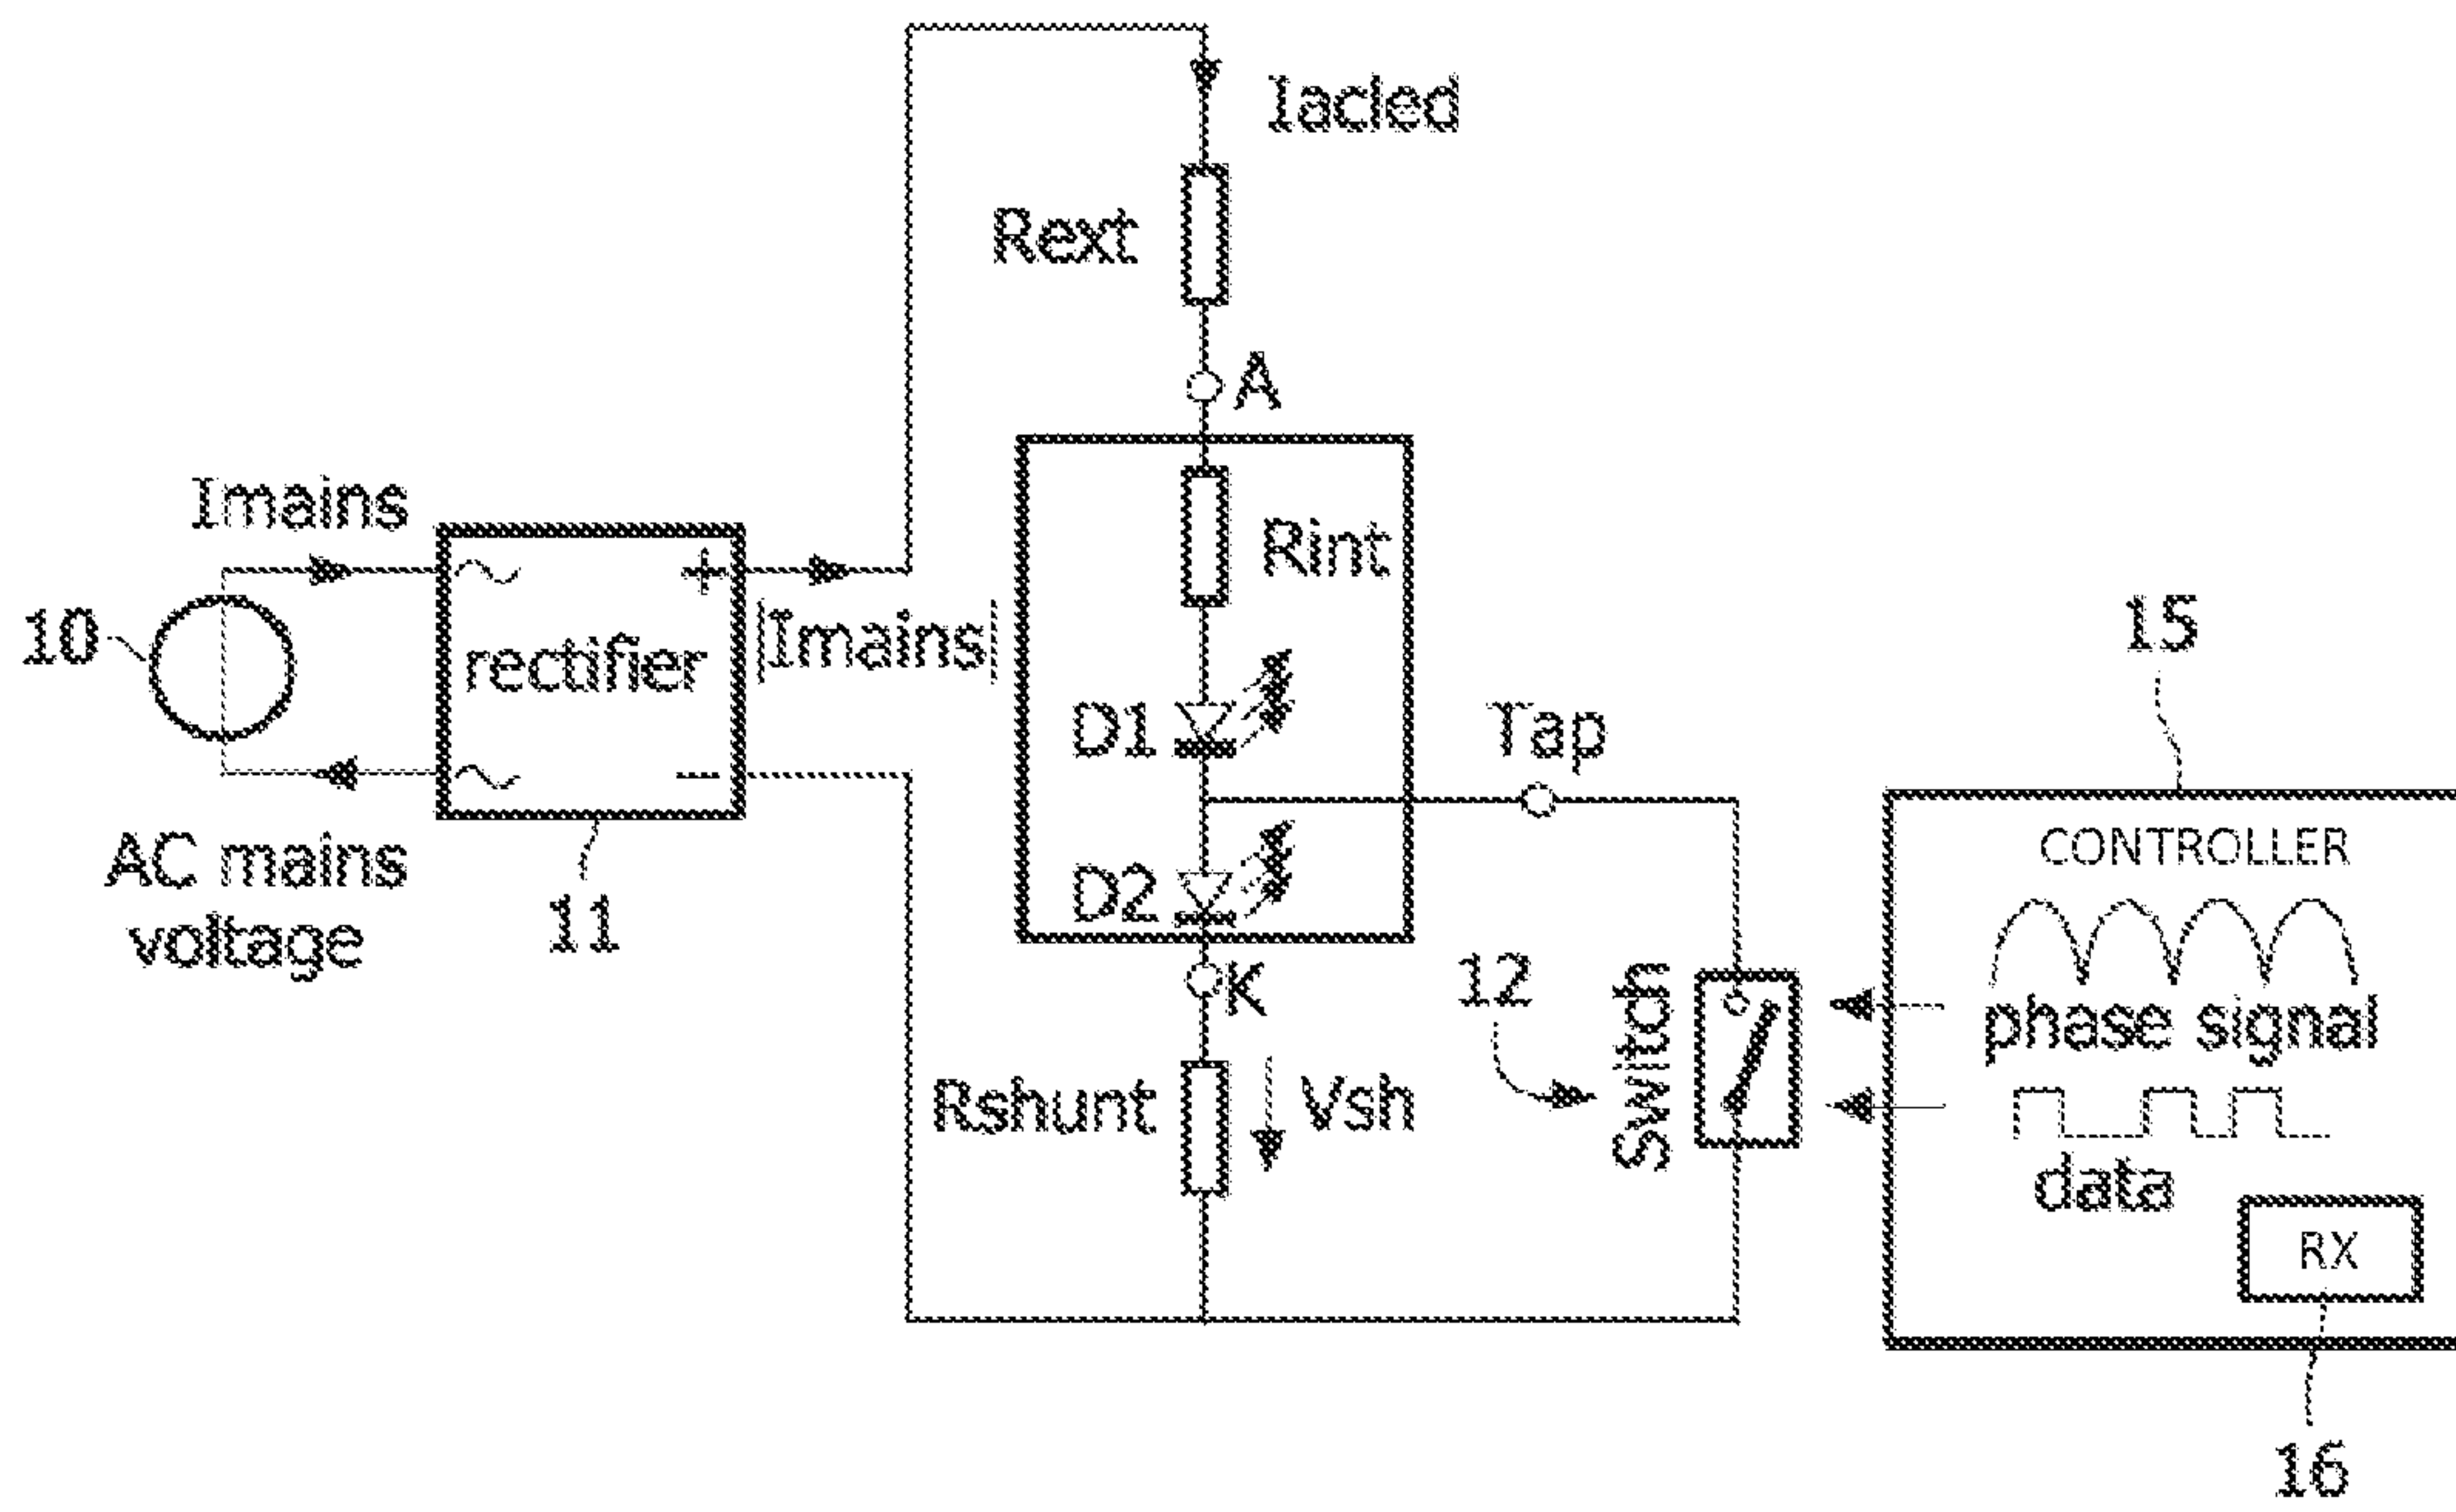 Iacled
Rext
A
Imains
Rint
10
rectifier
+
|Imains|
15
D1
Tap
AC mains
voltage
11
D2
CONTROLLER
K
12
Switch
phase signal
Rshunt
Vsh
data
RX
16